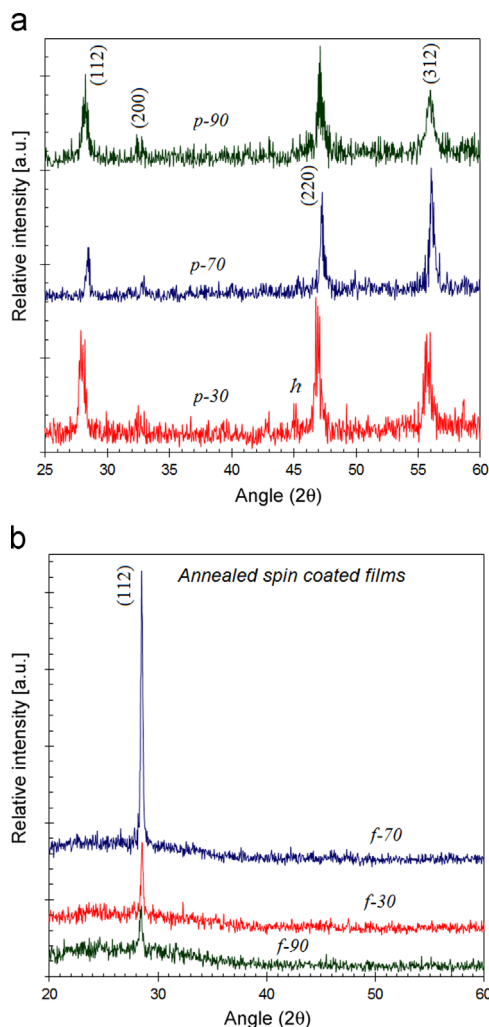 a
(112)
(200)
p-90
(312)
(220)
p-70
p-30
h
Relative intensity [a.u.]
25 30 35 40 45 50 55 60
Angle (2θ)
b
(112)
Annealed spin coated films
f-70
f-30
f-90
Relative intensity [a.u.]
20 30 40 50 60
Angle (2θ)